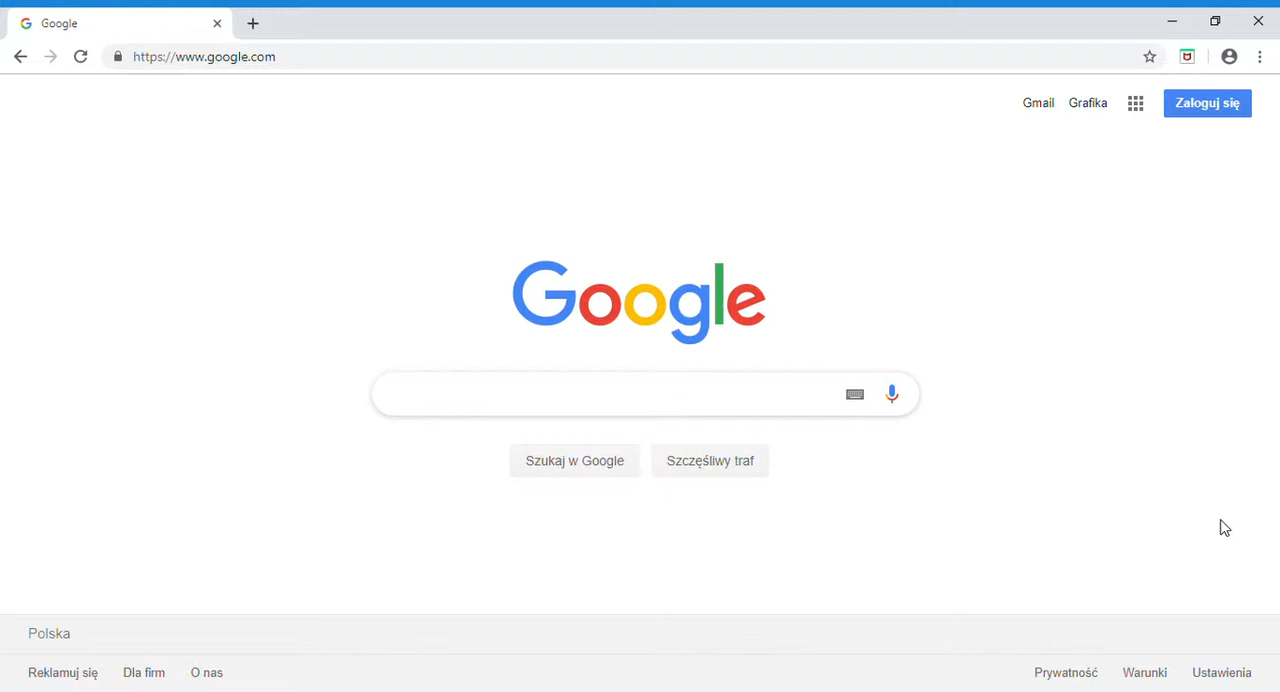 Google
https://www.google.com
Gmail Grafika Zaloguj się
Google
Szukaj w Google Szczęśliwy traf
Polska
Reklamuj się Dla firm O nas Prywatność Warunki Ustawienia